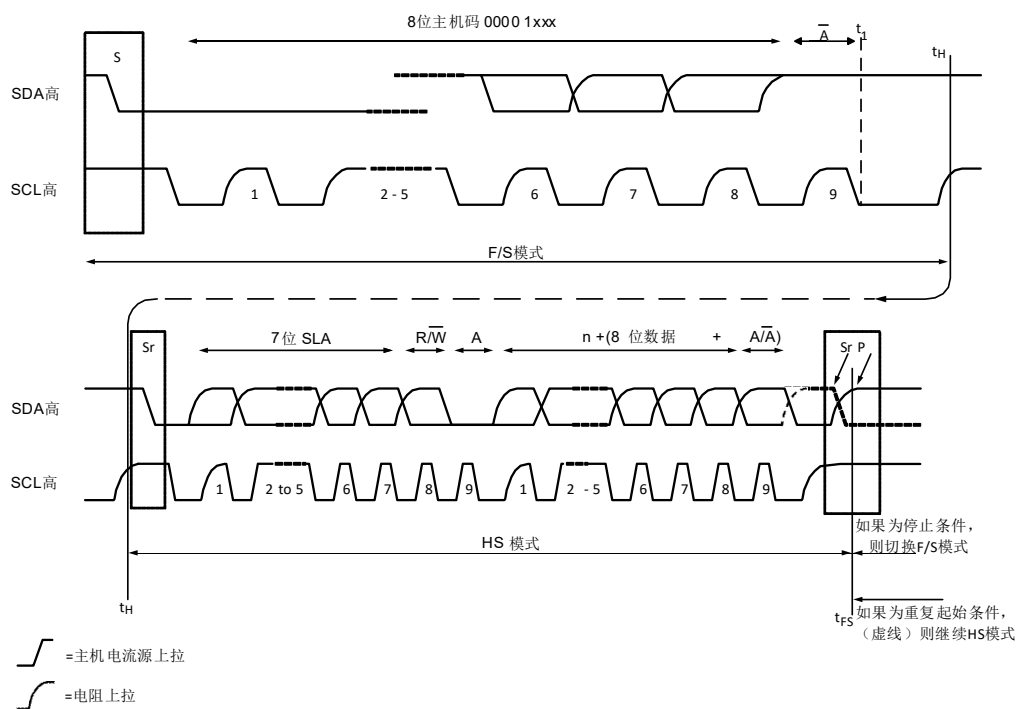 8位主机码 0000 1xxx
A̅
t1
tH
S
SDA高
SCL高
1
2 - 5
6
7
8
9
F/S模式
Sr
7位 SLA
R/W̅
A
n +(8 位数据 +
A/A̅)
Sr P
SDA高
SCL高
1
2 to 5
6
7
8
9
1
2 - 5
6
7
8
9
HS 模式
如果为停止条件,
则切换F/S模式
tH
tFS
如果为重复起始条件,
（虚线）则继续HS模式
=主机电流源上拉
=电阻上拉